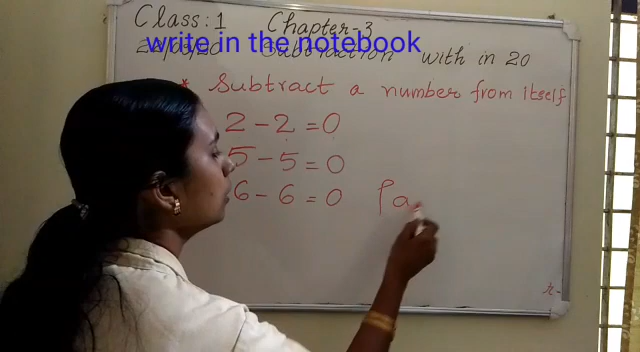 Class:1 Chapter-3
write in the notebook
Subtraction with in 20
* Subtract a number from itself
2 - 2 = 0
5 - 5 = 0
6 - 6 = 0 Pa